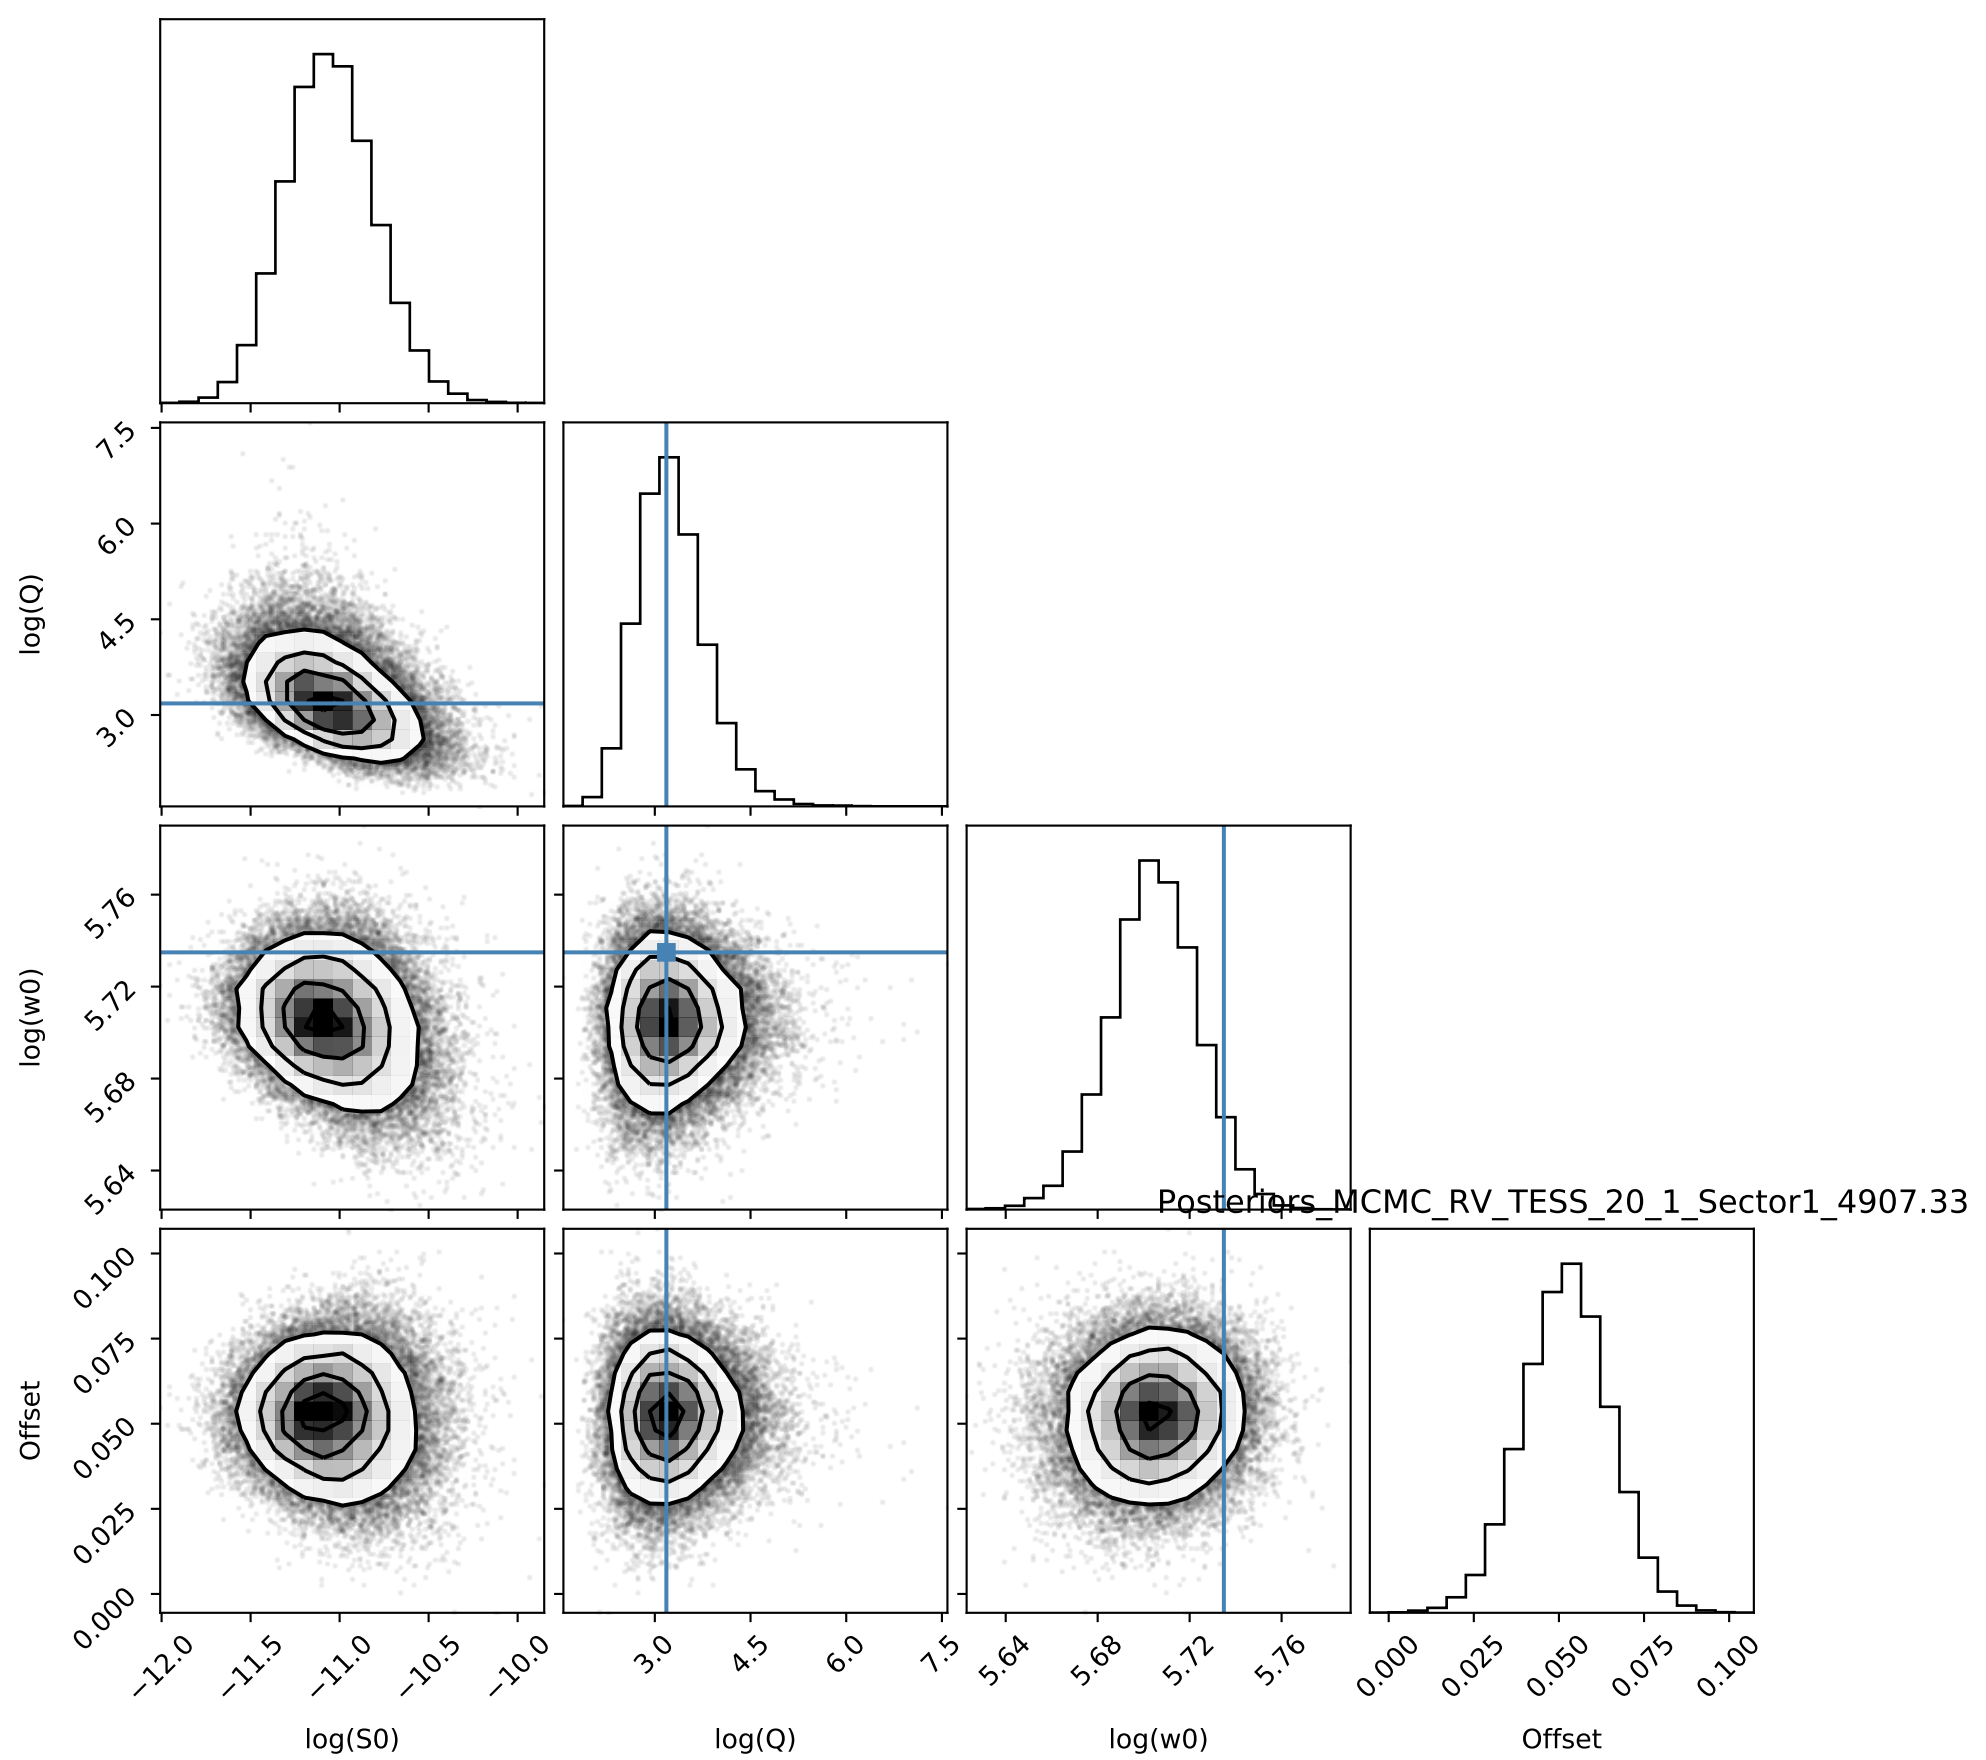 7.5
6.0
4.5
3.0
log(Q)
5.76
5.72
5.68
5.64
log(w0)
Posteriors_MCMC_RV_TESS_20_1_Sector1_4907.33
0.100
0.075
0.050
0.025
0.000
Offset
−12.0 −11.5 −11.0 −10.5 −10.0 3.0 4.5 6.0 7.5 5.64 5.68 5.72 5.76 0.000 0.025 0.050 0.075 0.100
log(S0) log(Q) log(w0) Offset